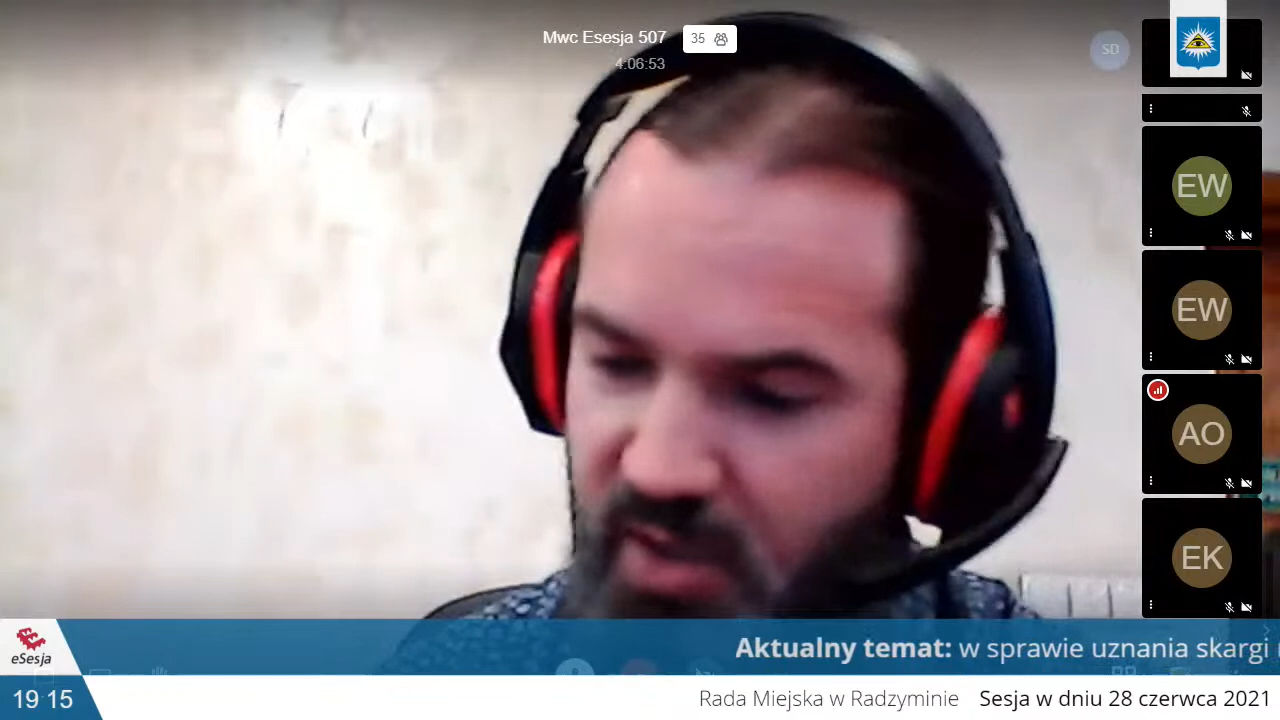 Mwc Esesja 507
35
4:06:53
SD
EW
EW
AO
EK
Aktualny temat: w sprawie uznania skargi
eSesja
19 15
Rada Miejska w Radzyminie Sesja w dniu 28 czerwca 2021